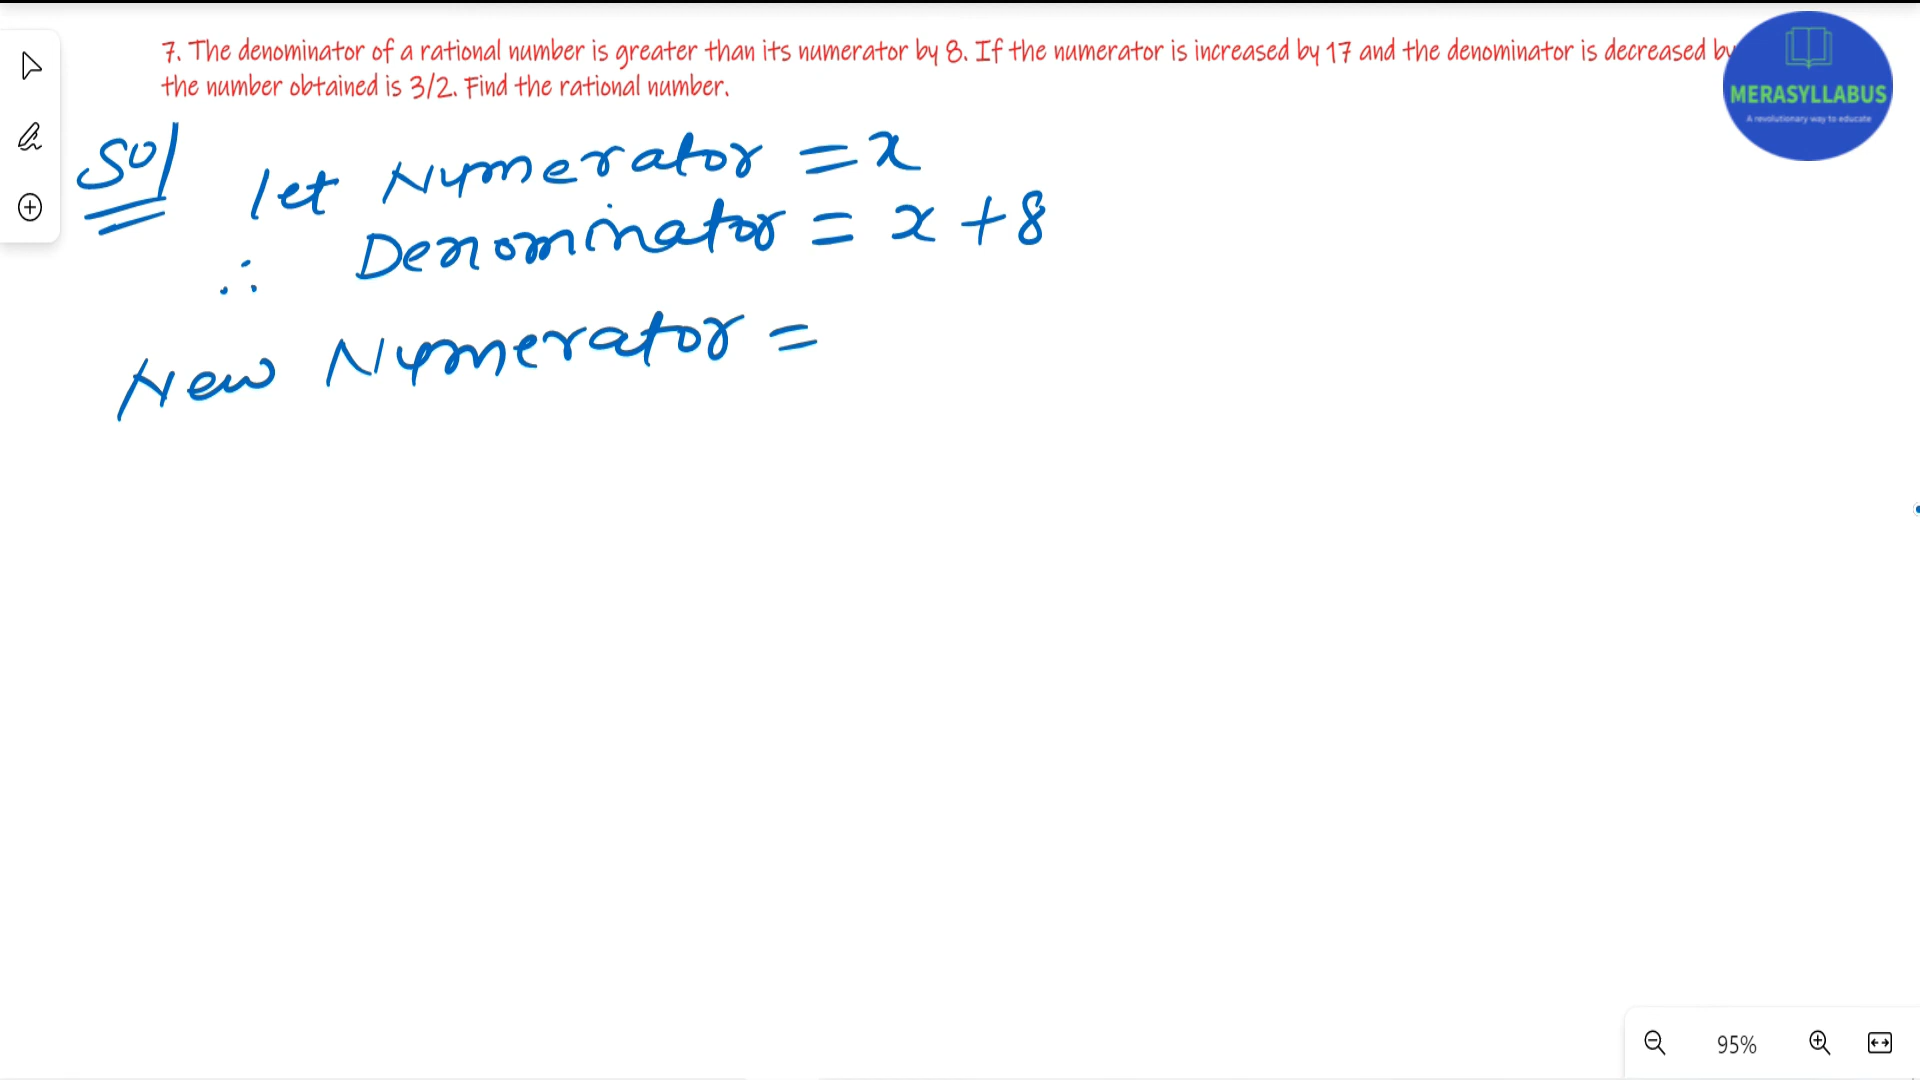 7. The denominator of a rational number is greater than its numerator by 8. If the numerator is increased by 17 and the denominator is decreased by
the number obtained is 3/2. Find the rational number.
MERASYLLABUS
A revolutionary way to educate
Sol let Numerator = x
∴ Denominator = x + 8
New Numerator =
95%